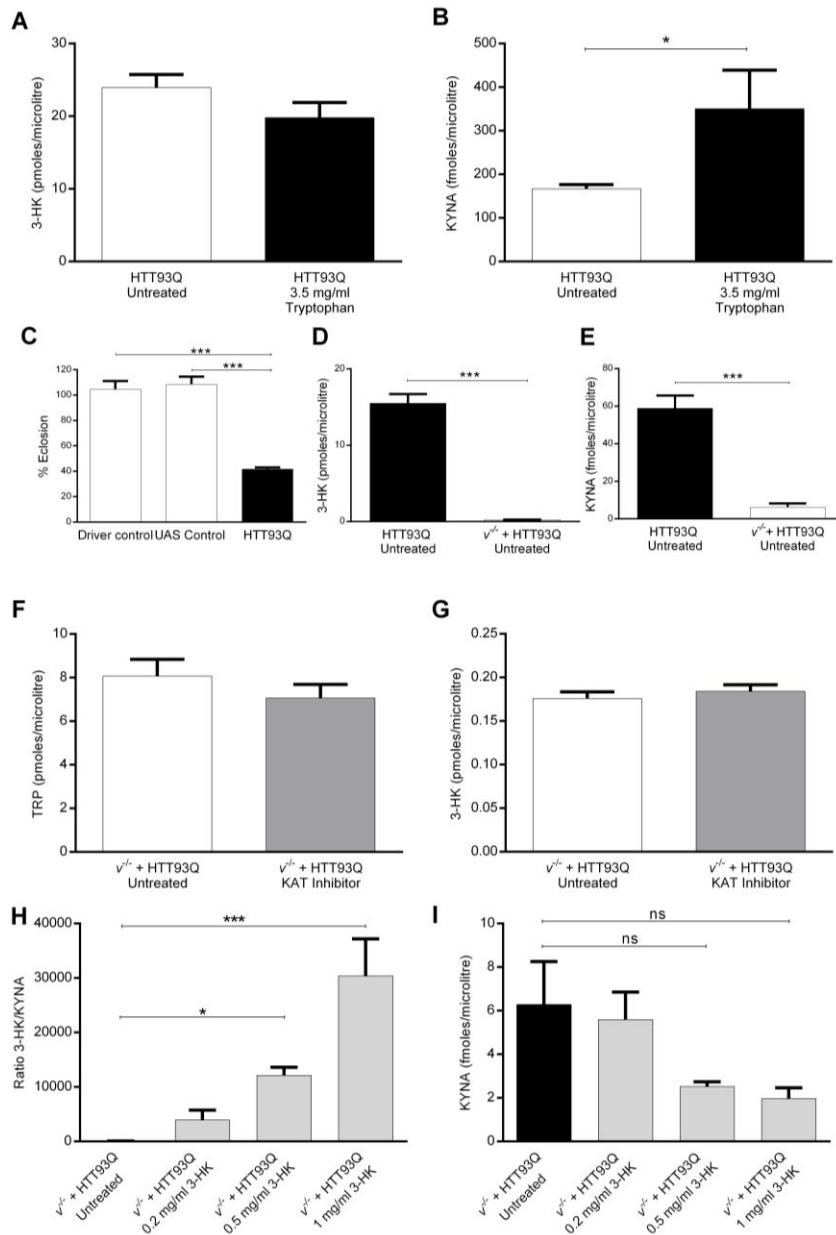 A
3-HK (pmoles/microlitre)
30
20
10
0
HTT93Q
Untreated
HTT93Q
3.5 mg/ml
Tryptophan
B
KYNA (fmoles/microlitre)
500
400
300
200
100
0
*
HTT93Q
Untreated
HTT93Q
3.5 mg/ml
Tryptophan
C
% Eclosion
120
100
80
60
40
20
0
***
***
Driver control
UAS Control
HTT93Q
D
3-HK (pmoles/microlitre)
20
15
10
5
0
***
HTT93Q
Untreated
v-/- + HTT93Q
Untreated
E
KYNA (fmoles/microlitre)
80
60
40
20
0
***
HTT93Q
Untreated
v-/- + HTT93Q
Untreated
F
TRP (pmoles/microlitre)
10
8
6
4
2
0
v-/- + HTT93Q
Untreated
v-/- + HTT93Q
KAT Inhibitor
G
3-HK (pmoles/microlitre)
0.25
0.20
0.15
0.10
0.05
0.00
v-/- + HTT93Q
Untreated
v-/- + HTT93Q
KAT Inhibitor
H
Ratio 3-HK/KYNA
40000
30000
20000
10000
0
***
*
v-/- + HTT93Q
Untreated
v-/- + HTT93Q
0.2 mg/ml 3-HK
v-/- + HTT93Q
0.5 mg/ml 3-HK
v-/- + HTT93Q
1 mg/ml 3-HK
I
KYNA (fmoles/microlitre)
10
8
6
4
2
0
ns
ns
v-/- + HTT93Q
Untreated
v-/- + HTT93Q
0.2 mg/ml 3-HK
v-/- + HTT93Q
0.5 mg/ml 3-HK
v-/- + HTT93Q
1 mg/ml 3-HK